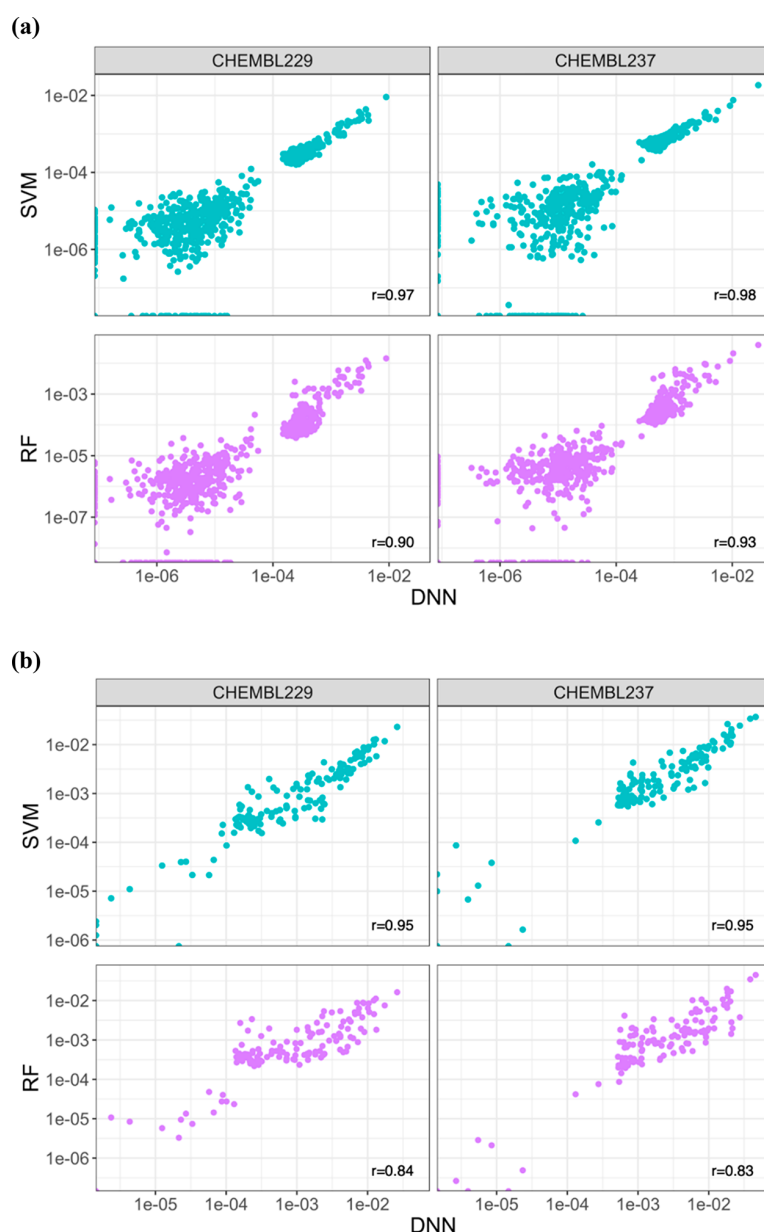 (a)
CHEMBL229 CHEMBL237
1e-02
1e-04
1e-06
SVM
r=0.97 r=0.98
1e-03
1e-05
1e-07
RF
r=0.90 r=0.93
1e-06 1e-04 1e-02 1e-06 1e-04 1e-02
DNN
(b)
CHEMBL229 CHEMBL237
1e-02
1e-03
1e-04
1e-05
1e-06
SVM
r=0.95 r=0.95
1e-02
1e-03
1e-04
1e-05
1e-06
RF
r=0.84 r=0.83
1e-05 1e-04 1e-03 1e-02 1e-05 1e-04 1e-03 1e-02
DNN